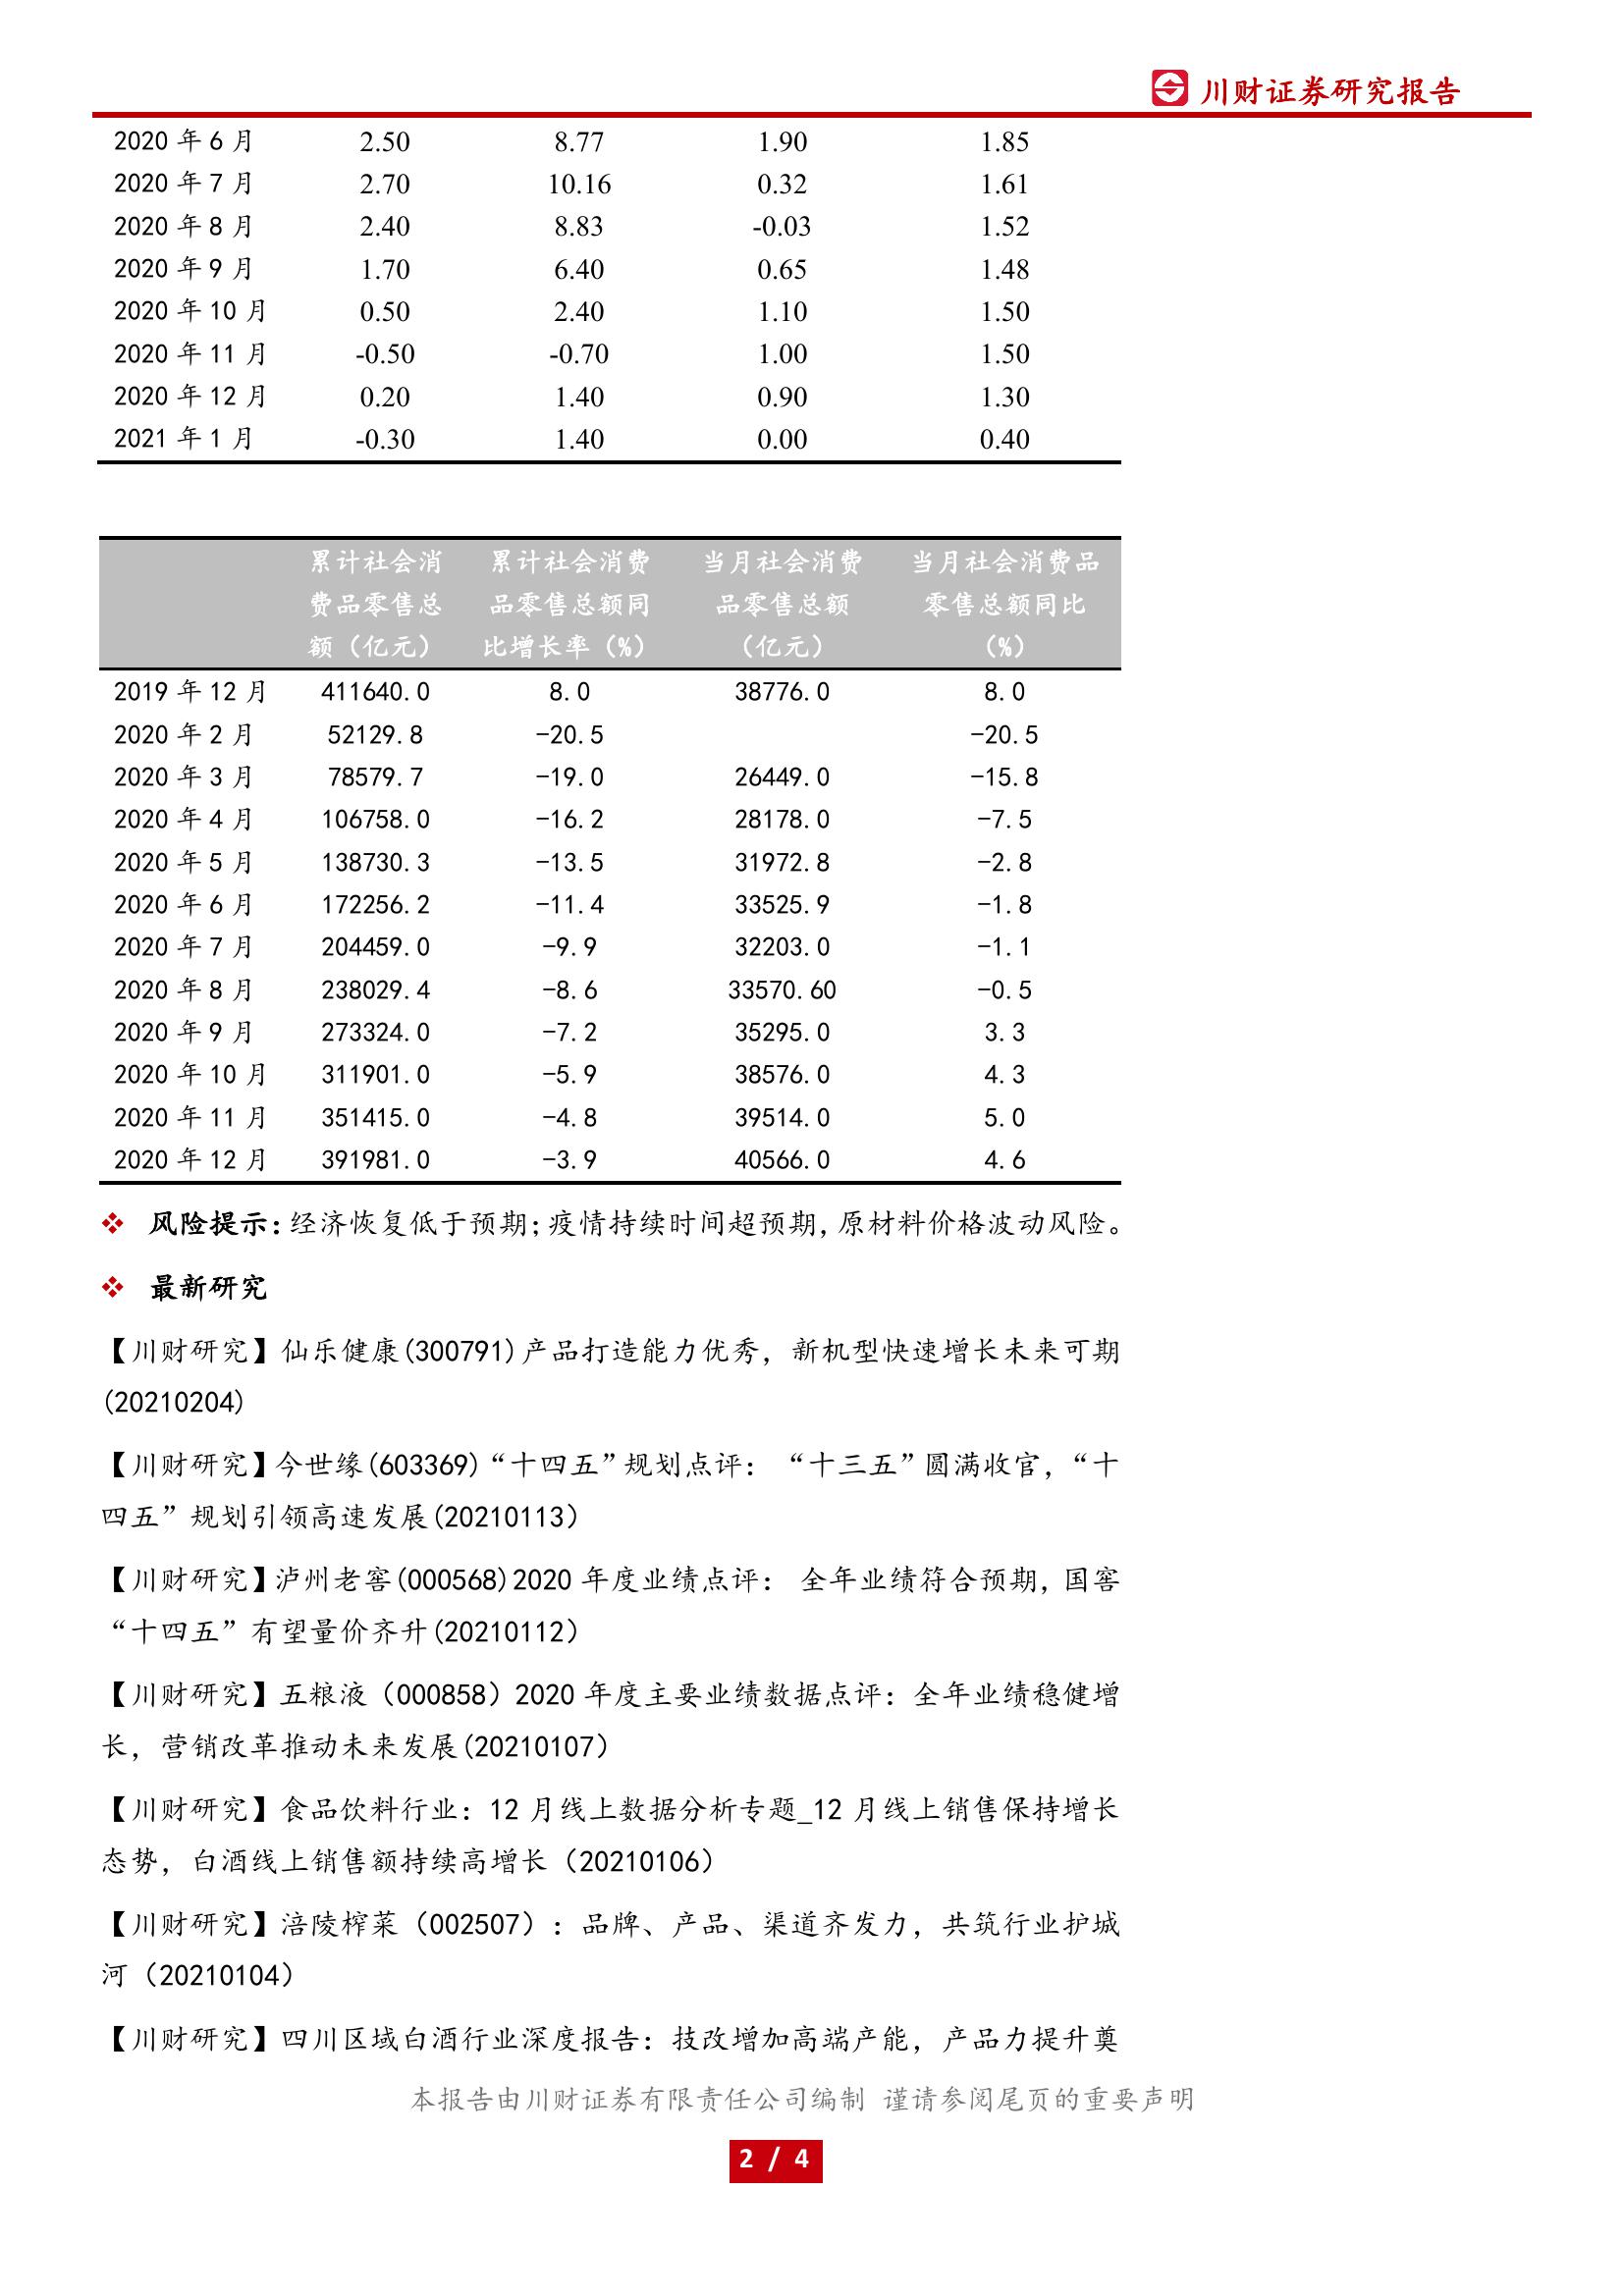 川财证券研究报告
2020 年 6 月 2.50 8.77 1.90 1.85
2020 年 7 月 2.70 10.16 0.32 1.61
2020 年 8 月 2.40 8.83 -0.03 1.52
2020 年 9 月 1.70 6.40 0.65 1.48
2020 年 10 月 0.50 2.40 1.10 1.50
2020 年 11 月 -0.50 -0.70 1.00 1.50
2020 年 12 月 0.20 1.40 0.90 1.30
2021 年 1 月 -0.30 1.40 0.00 0.40
累计社会消 累计社会消费 当月社会消费 当月社会消费品
费品零售总 品零售总额同 品零售总额 零售总额同比
额（亿元） 比增长率（%） （亿元） （%）
2019 年 12 月 411640.0 8.0 38776.0 8.0
2020 年 2 月 52129.8 -20.5 -20.5
2020 年 3 月 78579.7 -19.0 26449.0 -15.8
2020 年 4 月 106758.0 -16.2 28178.0 -7.5
2020 年 5 月 138730.3 -13.5 31972.8 -2.8
2020 年 6 月 172256.2 -11.4 33525.9 -1.8
2020 年 7 月 204459.0 -9.9 32203.0 -1.1
2020 年 8 月 238029.4 -8.6 33570.60 -0.5
2020 年 9 月 273324.0 -7.2 35295.0 3.3
2020 年 10 月 311901.0 -5.9 38576.0 4.3
2020 年 11 月 351415.0 -4.8 39514.0 5.0
2020 年 12 月 391981.0 -3.9 40566.0 4.6
❖ 风险提示：经济恢复低于预期；疫情持续时间超预期，原材料价格波动风险。
❖ 最新研究
【川财研究】仙乐健康(300791)产品打造能力优秀，新机型快速增长未来可期
(20210204)
【川财研究】今世缘(603369)“十四五”规划点评： “十三五”圆满收官，“十
四五”规划引领高速发展(20210113）
【川财研究】泸州老窖(000568)2020 年度业绩点评： 全年业绩符合预期，国窖
“十四五”有望量价齐升(20210112）
【川财研究】五粮液（000858）2020 年度主要业绩数据点评：全年业绩稳健增
长，营销改革推动未来发展(20210107）
【川财研究】食品饮料行业：12 月线上数据分析专题_12 月线上销售保持增长
态势，白酒线上销售额持续高增长（20210106）
【川财研究】涪陵榨菜（002507）：品牌、产品、渠道齐发力，共筑行业护城
河（20210104）
【川财研究】四川区域白酒行业深度报告：技改增加高端产能，产品力提升奠
本报告由川财证券有限责任公司编制 谨请参阅尾页的重要声明
2 / 4